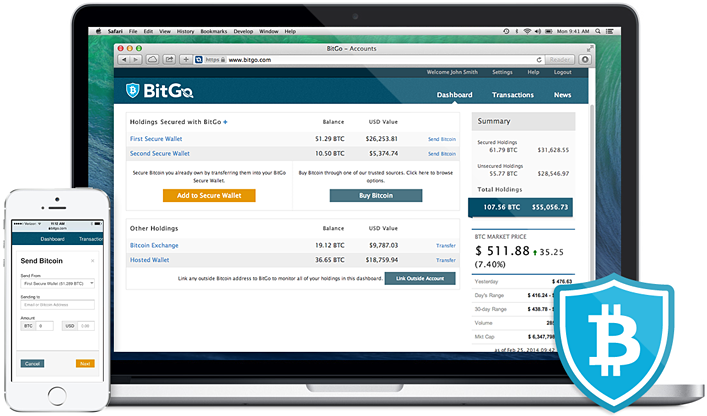 Safari File Edit View History Bookmarks Develop Window Help Mon 9:41 AM
BitGo – Accounts
https www.bitgo.com Reader
Welcome John Smith Settings Help Logout
BitGo
Dashboard Transactions News
Holdings Secured with BitGo + Balance USD Value
First Secure Wallet 51.29 BTC $26,253.81 Send Bitcoin
Second Secure Wallet 10.50 BTC $5,374.74 Send Bitcoin
Secure Bitcoin you already own by transferring them into your BitGo
Secure Wallet.
Add to Secure Wallet
Buy Bitcoin through one of our trusted sources. Click here to browse
options.
Buy Bitcoin
Other Holdings Balance USD Value
Bitcoin Exchange 19.12 BTC $9,787.03 Transfer
Hosted Wallet 36.65 BTC $18,759.94 Transfer
Link any outside Bitcoin address to BitGo to monitor all of your holdings in this dashboard. Link Outside Account
Summary
Secured Holdings
61.79 BTC $31,628.55
Unsecured Holdings
55.77 BTC $28,546.97
Total Holdings
107.56 BTC $55,056.73
BTC MARKET PRICE
$ 511.88 35.25
(7.40%)
Yesterday $ 476.63
Day's Range $ 416.24 -
30-day Range $ 438.78 -
Volume
Mkt Cap $ 6,347,798
as of Feb 25, 2014 09:42
Verizon 11:12 AM
bitgo.com
Dashboard
Send Bitcoin
Send From
First Secure Wallet (51.289 BTC)
Sending to
Email or Bitcoin Address
Amount
BTC 0 USD 0.00
Cancel Next